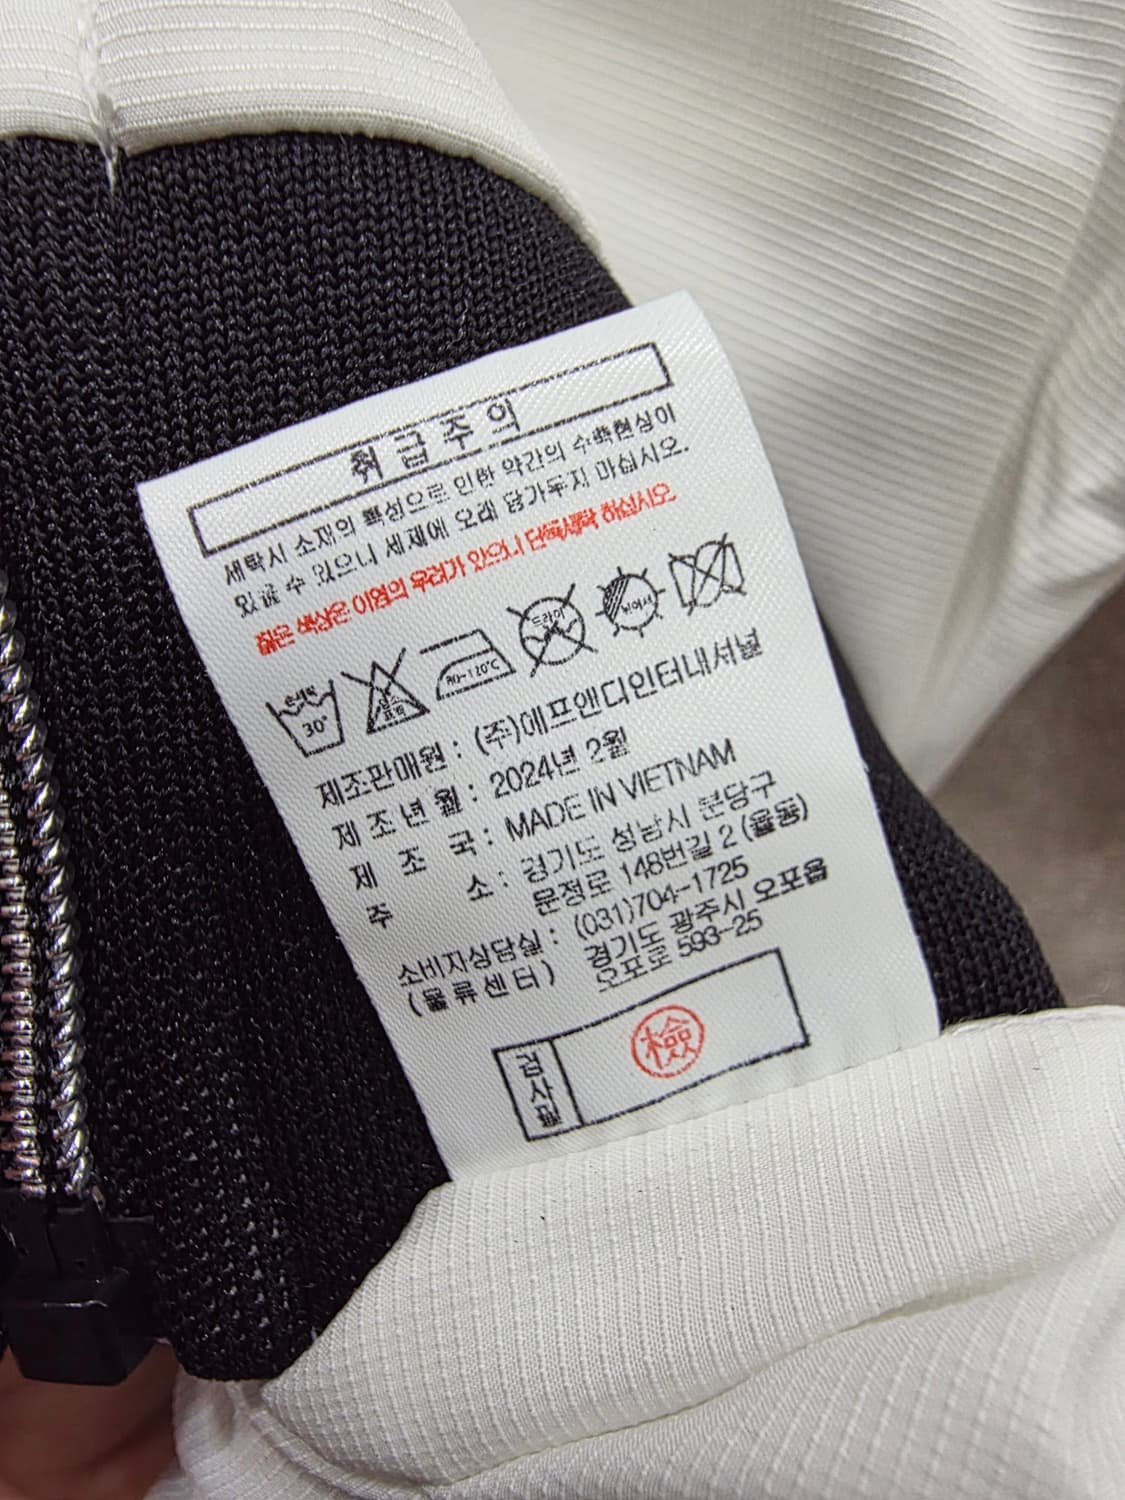 취급주의
세탁시 소재의 특성으로 인한 약간의 수축현상이
있을 수 있으니 세제에 오래 담가두지 마십시오.
짙은 색상은 이염의 우려가 있으니 단독세탁 하십시오
30°
80-120℃
드라이
뉘어서
제조판매원 : (주)에프앤디인터내셔널
제조년월 : 2024년 2월
제조국 : MADE IN VIETNAM
주소 : 경기도 성남시 분당구
문정로 148번길 2 (율동)
소비자상담실 : (031)704-1725
(물류센터) 경기도 광주시 오포읍
오포로 593-25
검사필
檢